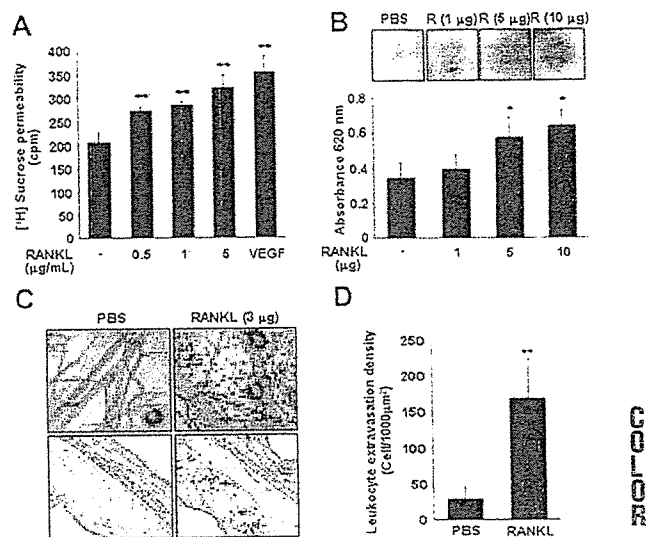 A
[³H] Sucrose permeability
(cpm)
400
350
300
250
200
150
100
50
0
** ** ** **
RANKL
(μg/mL)
- 0.5 1 5 VEGF
B
PBS R (1 μg) R (5 μg) R (10 μg)
Absorbance 620 nm
0.8
0.6
0.4
0.2
0
* *
RANKL
(μg)
- 1 5 10
C
PBS RANKL (3 μg)
D
Leukocyte extravasation density
(Cell/1000μm²)
250
200
150
100
50
0
**
PBS RANKL
COLOR